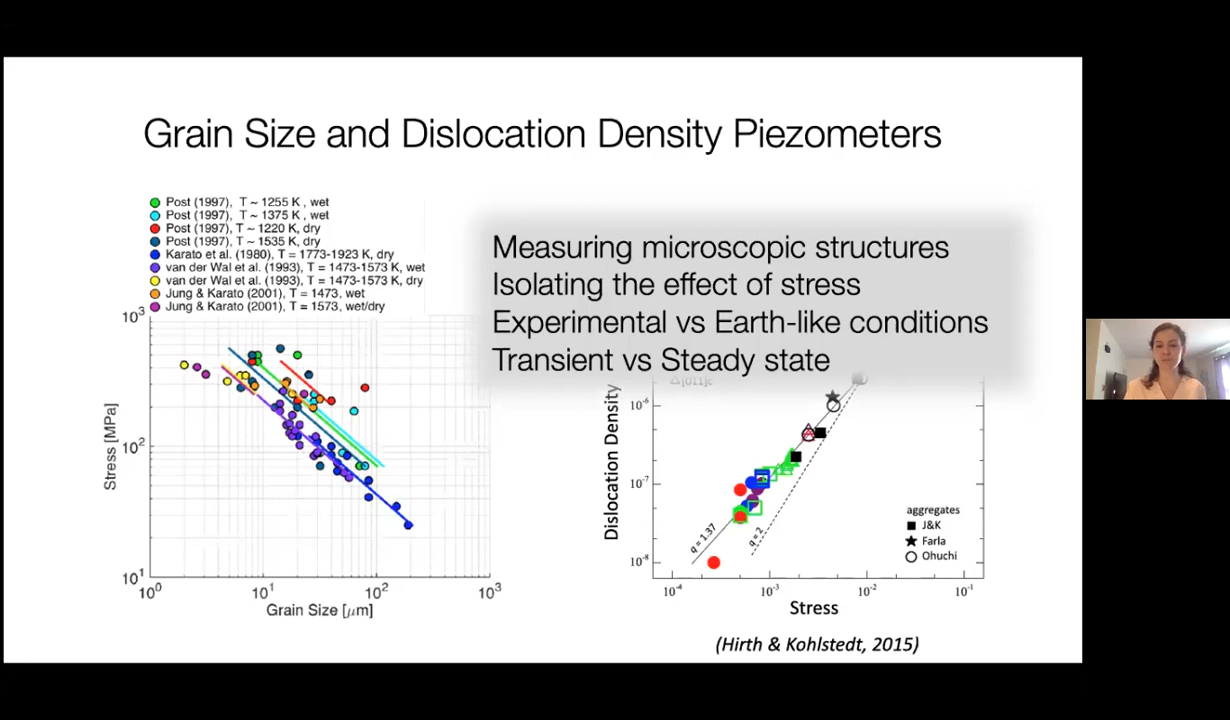 Grain Size and Dislocation Density Piezometers
Post (1997), T ~ 1255 K , wet
Post (1997), T ~ 1375 K , wet
Post (1997), T ~ 1220 K, dry
Post (1997), T ~ 1535 K, dry
Karato et al. (1980), T = 1773-1923 K, dry
van der Wal et al. (1993), T = 1473-1573 K, wet
van der Wal et al. (1993), T = 1473-1573 K, dry
Jung & Karato (2001), T = 1473, wet
Jung & Karato (2001), T = 1573, wet/dry
10³
10²
10¹
Stress [MPa]
10⁰ 10¹ 10² 10³
Grain Size [μm]
Measuring microscopic structures
Isolating the effect of stress
Experimental vs Earth-like conditions
Transient vs Steady state
Dislocation Density
10⁻⁶
10⁻⁷
10⁻⁸
q = 1.37
q = 2
aggregates
J&K
Farla
Ohuchi
10⁻⁴ 10⁻³ 10⁻² 10⁻¹
Stress
(Hirth & Kohlstedt, 2015)